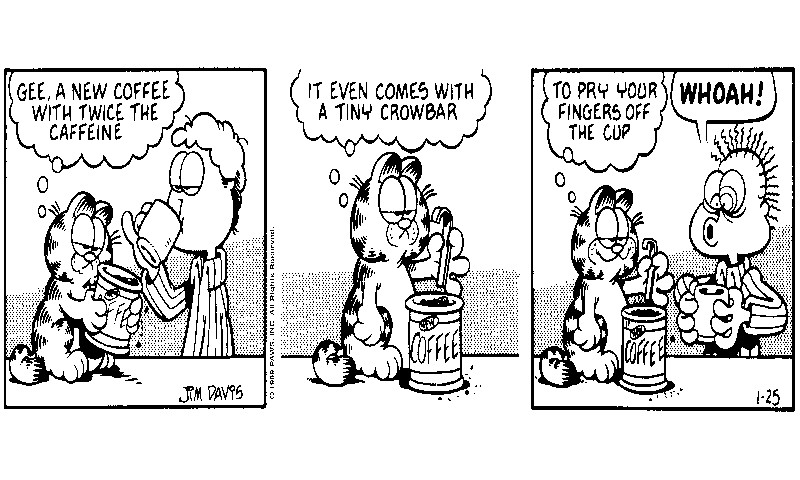 GEE, A NEW COFFEE
WITH TWICE THE
CAFFEINE
JIM DAVIS
IT EVEN COMES WITH
A TINY CROWBAR
COFFEE
TO PRY YOUR
FINGERS OFF
THE CUP
WHOAH!
COFFEE
1-25